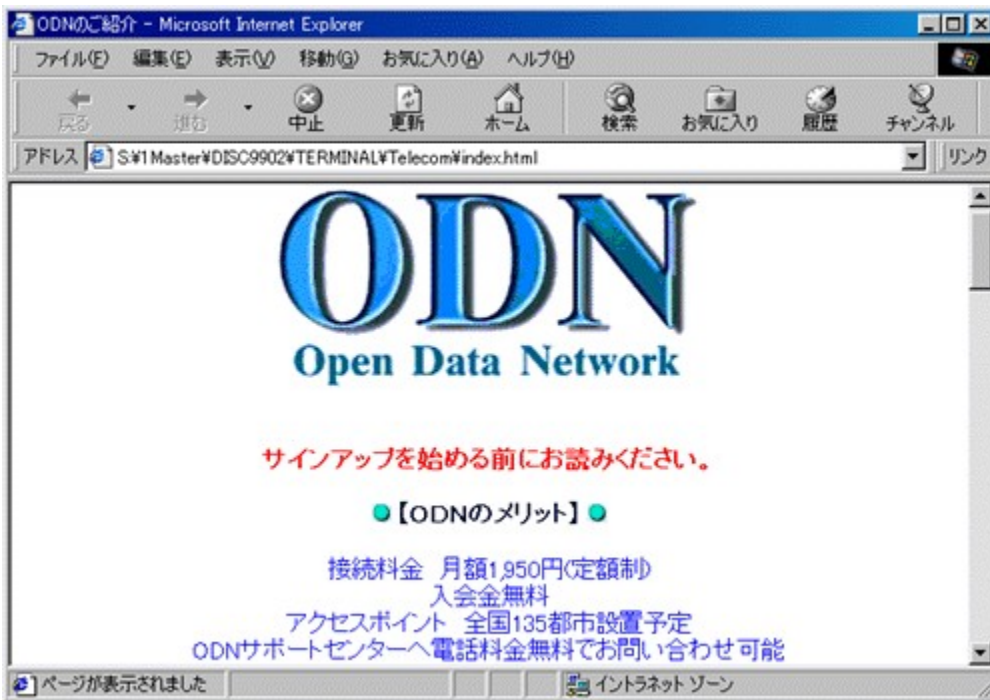 ODNのご紹介 - Microsoft Internet Explorer
ファイル(F) 編集(E) 表示(V) 移動(G) お気に入り(A) ヘルプ(H)
戻る 進む 中止 更新 ホーム 検索 お気に入り 履歴 チャンネル
アドレス S:¥1Master¥DISC9902¥TERMINAL¥Telecom¥index.html リンク
ODN
Open Data Network
サインアップを始める前にお読みください。
【ODNのメリット】
接続料金 月額1,950円(定額制)
入会金無料
アクセスポイント 全国135都市設置予定
ODNサポートセンターへ電話料金無料でお問い合わせ可能
ページが表示されました イントラネット ゾーン